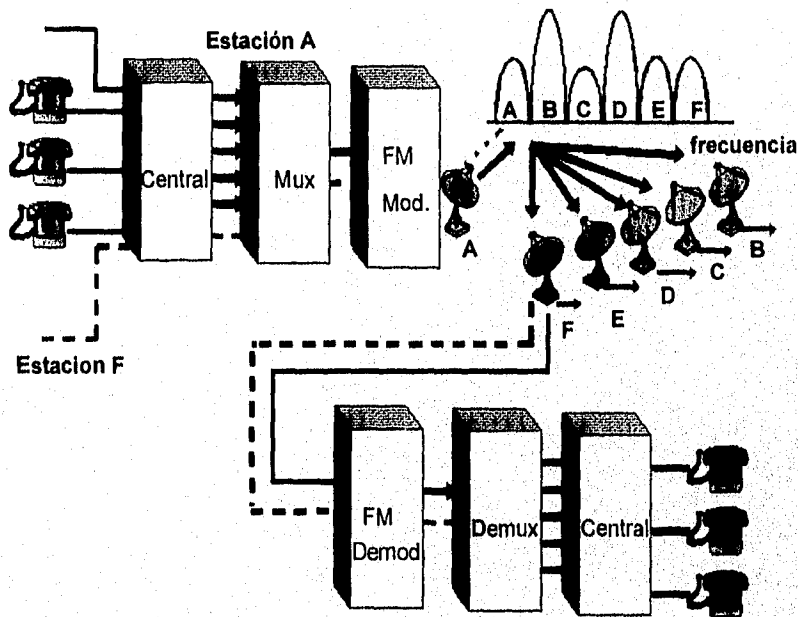 Estación A
A B C D E F
frecuencia
Central
Mux
FM
Mod.
A
B
C
D
E
F
Estacion F
FM
Demod.
Demux
Central